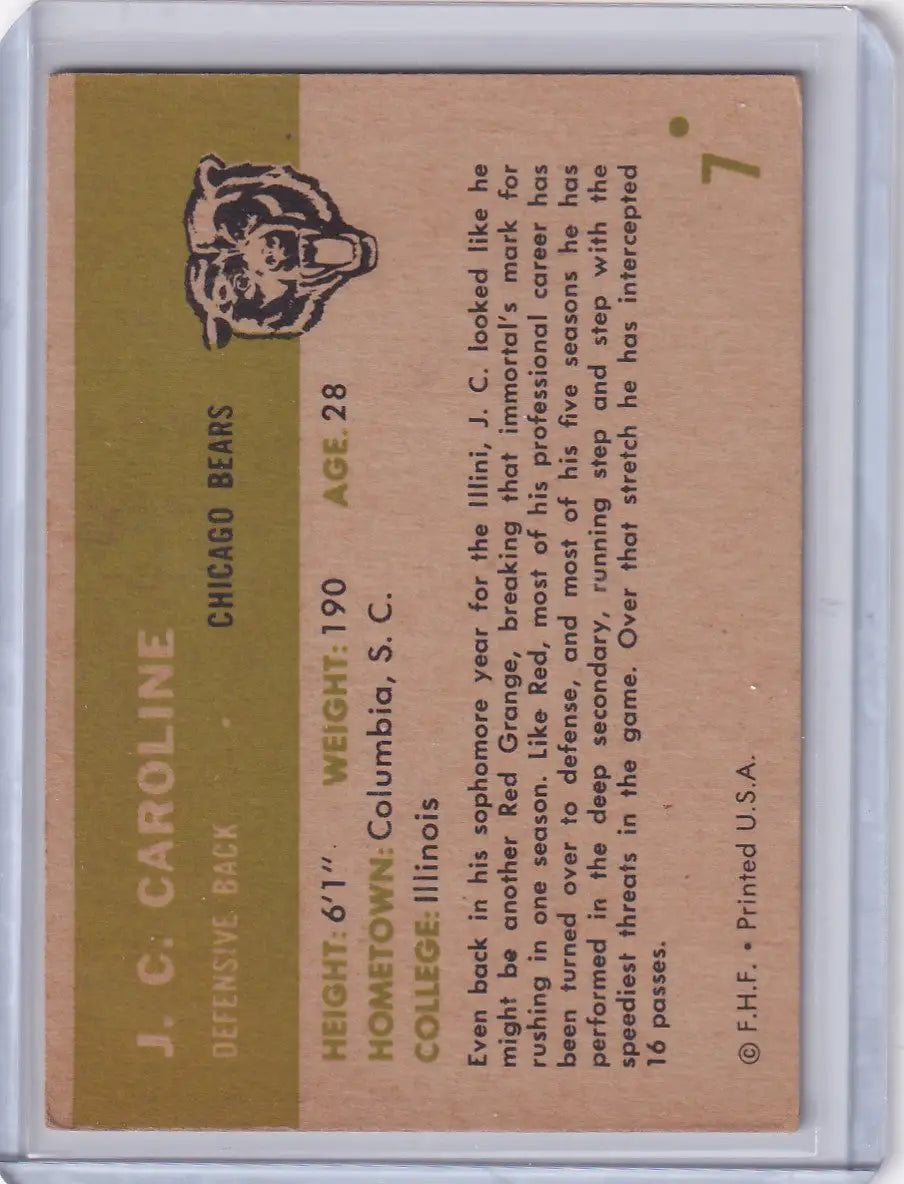 J. C. CAROLINE
DEFENSIVE BACK
CHICAGO BEARS
HEIGHT: 6'1" WEIGHT: 190 AGE. 28
HOMETOWN: Columbia, S. C.
COLLEGE: Illinois
Even back in his sophomore year for the Illini, J. C. looked like he
might be another Red Grange, breaking that immortal's mark for
rushing in one season. Like Red, most of his professional career has
been turned over to defense, and most of his five seasons he has
performed in the deep secondary, running step and step with the
speediest threats in the game. Over that stretch he has intercepted
16 passes.
© F.H.F. • Printed U.S.A.
7